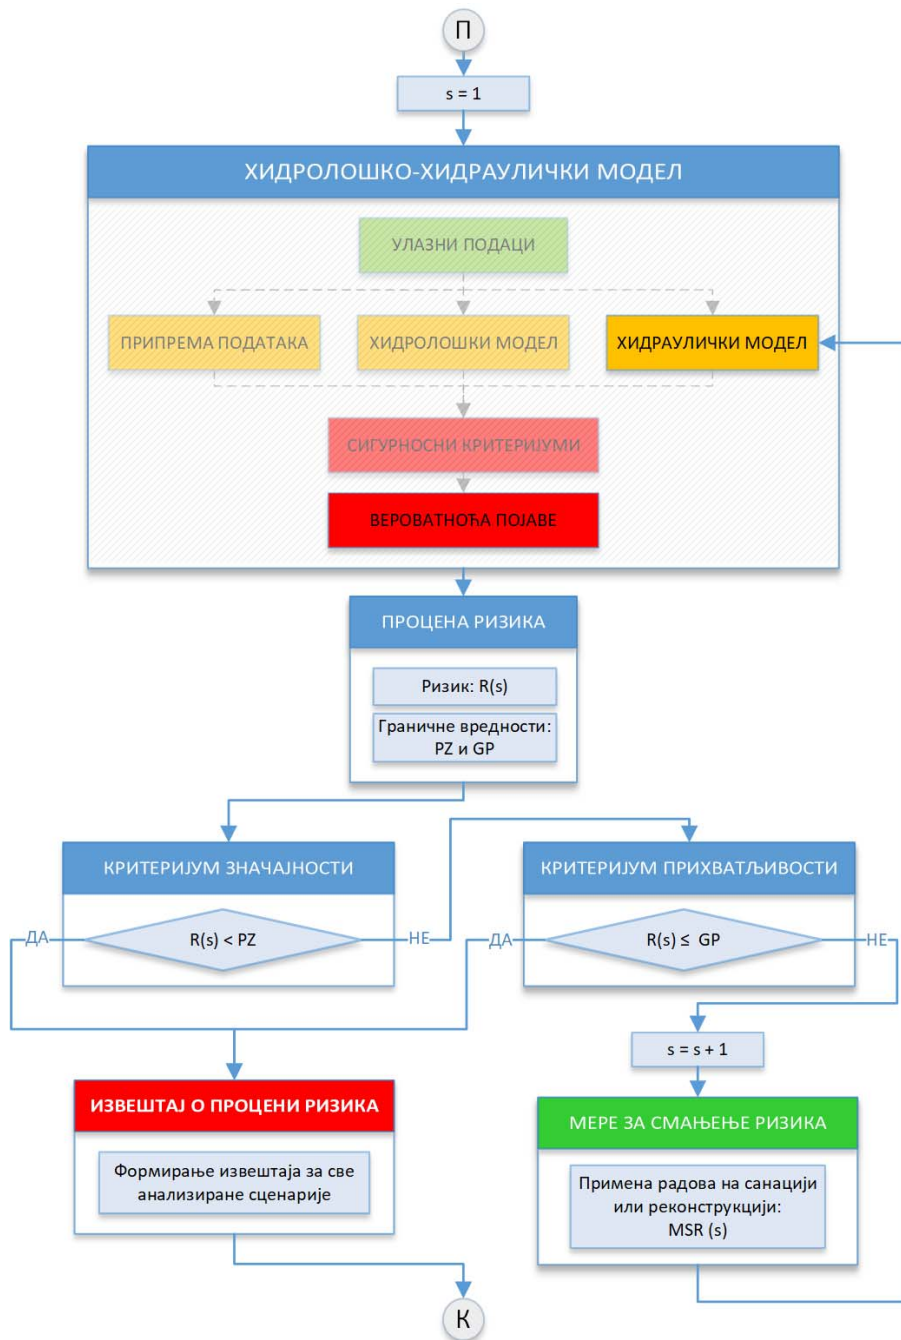 П
s = 1
ХИДРОЛОШКО-ХИДРАУЛИЧКИ МОДЕЛ
УЛАЗНИ ПОДАЦИ
ПРИПРЕМА ПОДАТАКА
ХИДРОЛОШКИ МОДЕЛ
ХИДРАУЛИЧКИ МОДЕЛ
СИГУРНОСНИ КРИТЕРИЈУМИ
ВЕРОВАТНОЋА ПОЈАВЕ
ПРОЦЕНА РИЗИКА
Ризик: R(s)
Граничне вредности:
PZ и GP
КРИТЕРИЈУМ ЗНАЧАЈНОСТИ
ДА
R(s) < PZ
НЕ
КРИТЕРИЈУМ ПРИХВАТЉИВОСТИ
ДА
R(s) ≤ GP
НЕ
s = s + 1
ИЗВЕШТАЈ О ПРОЦЕНИ РИЗИКА
Формирање извештаја за све
анализиране сценарије
МЕРЕ ЗА СМАЊЕЊЕ РИЗИКА
Примена радова на санацији
или реконструкцији:
MSR (s)
К